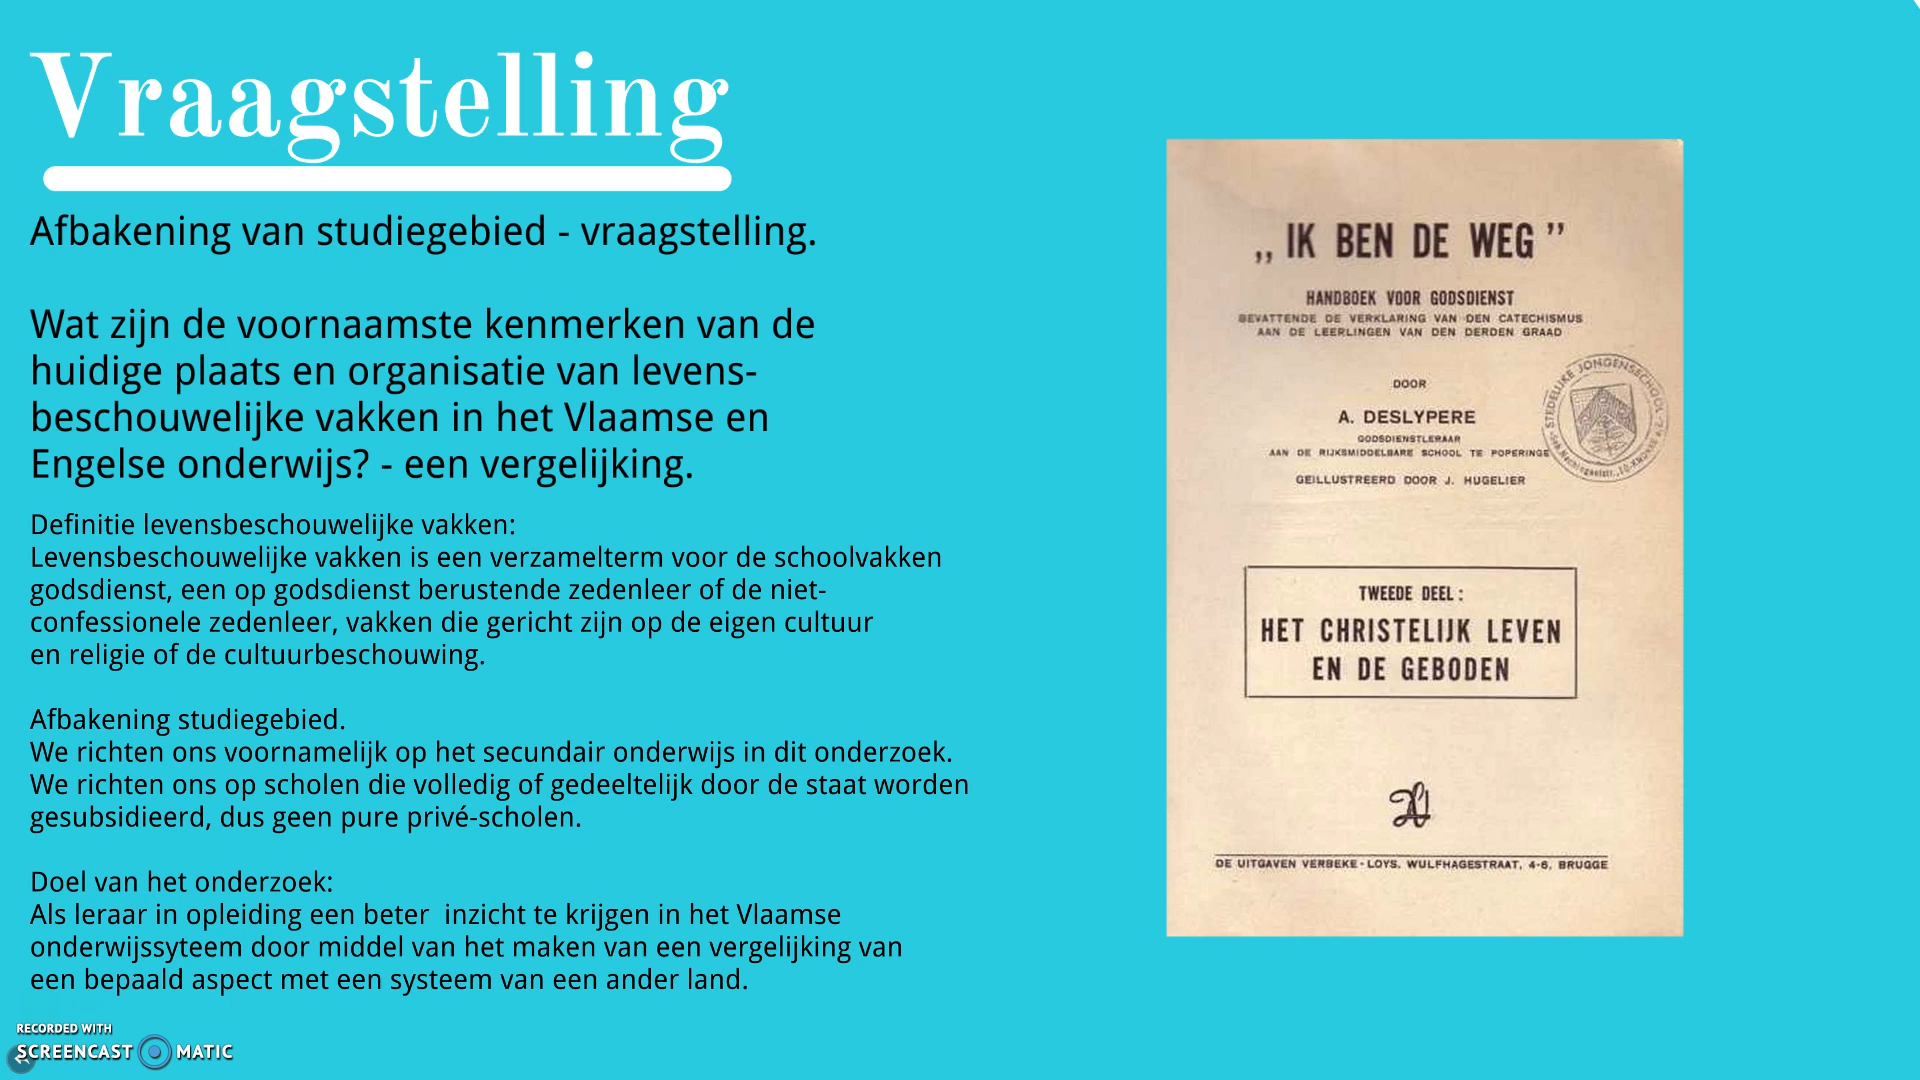 Vraagstelling
Afbakening van studiegebied - vraagstelling.
Wat zijn de voornaamste kenmerken van de
huidige plaats en organisatie van levens-
beschouwelijke vakken in het Vlaamse en
Engelse onderwijs? - een vergelijking.
Definitie levensbeschouwelijke vakken:
Levensbeschouwelijke vakken is een verzamelterm voor de schoolvakken
godsdienst, een op godsdienst berustende zedenleer of de niet-
confessionele zedenleer, vakken die gericht zijn op de eigen cultuur
en religie of de cultuurbeschouwing.
Afbakening studiegebied.
We richten ons voornamelijk op het secundair onderwijs in dit onderzoek.
We richten ons op scholen die volledig of gedeeltelijk door de staat worden
gesubsidieerd, dus geen pure privé-scholen.
Doel van het onderzoek:
Als leraar in opleiding een beter  inzicht te krijgen in het Vlaamse
onderwijssyteem door middel van het maken van een vergelijking van
een bepaald aspect met een systeem van een ander land.
„ IK BEN DE WEG ”
HANDBOEK VOOR GODSDIENST
BEVATTENDE DE VERKLARING VAN DEN CATECHISMUS
AAN DE LEERLINGEN VAN DEN DERDEN GRAAD
DOOR
A. DESLYPERE
GODSDIENSTLERAAR
AAN DE RIJKSMIDDELBARE SCHOOL TE POPERINGE
GEILLUSTREERD DOOR J. HUGELIER
STEDELIJKE JONGENSSCHOOL
TWEEDE DEEL :
HET CHRISTELIJK LEVEN
EN DE GEBODEN
DE UITGAVEN VERBEKE - LOYS, WULFHAGESTRAAT, 4-6, BRUGGE
RECORDED WITH
SCREENCAST MATIC